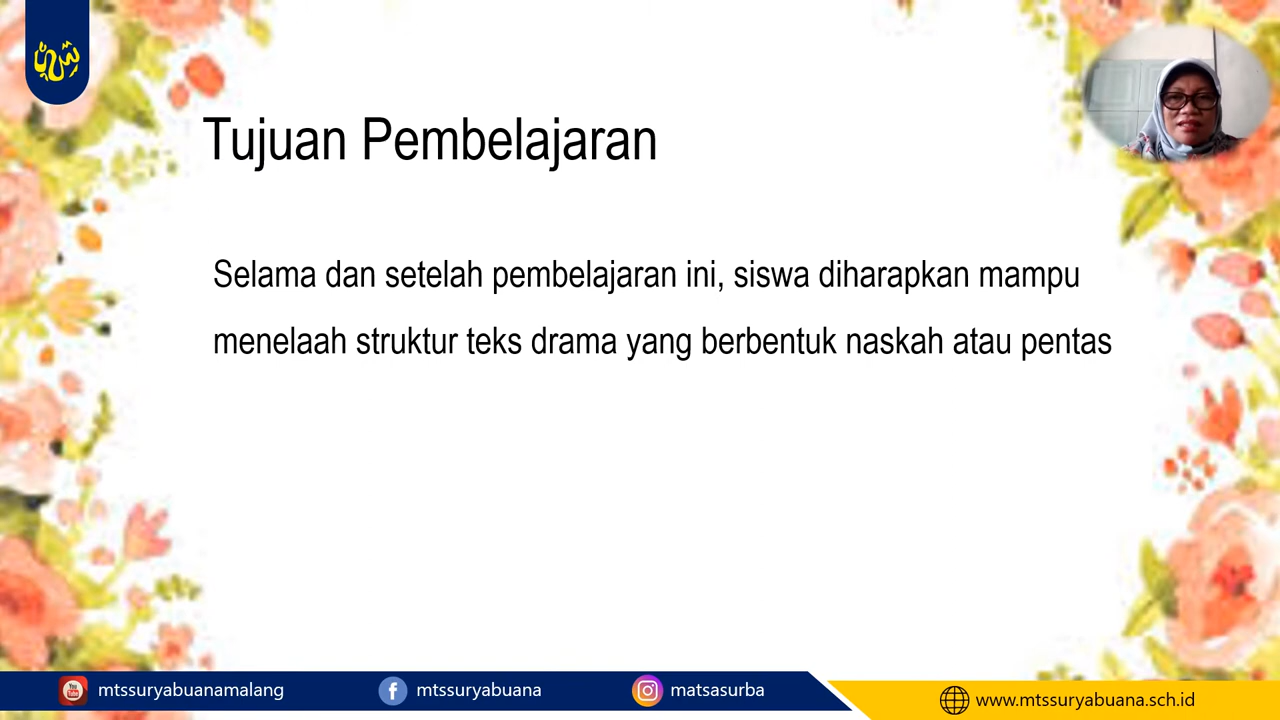 Tujuan Pembelajaran
Selama dan setelah pembelajaran ini, siswa diharapkan mampu
menelaah struktur teks drama yang berbentuk naskah atau pentas
mtssuryabuanamalang
mtssuryabuana
matsasurba
www.mtssuryabuana.sch.id